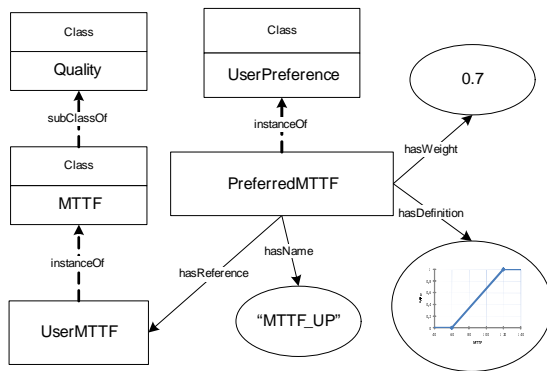 Class
Quality
subClassOf
Class
MTTF
instanceOf
UserMTTF
Class
UserPreference
instanceOf
PreferredMTTF
hasWeight
0.7
hasDefinition
hasReference
hasName
“MTTF_UP”
MTTF